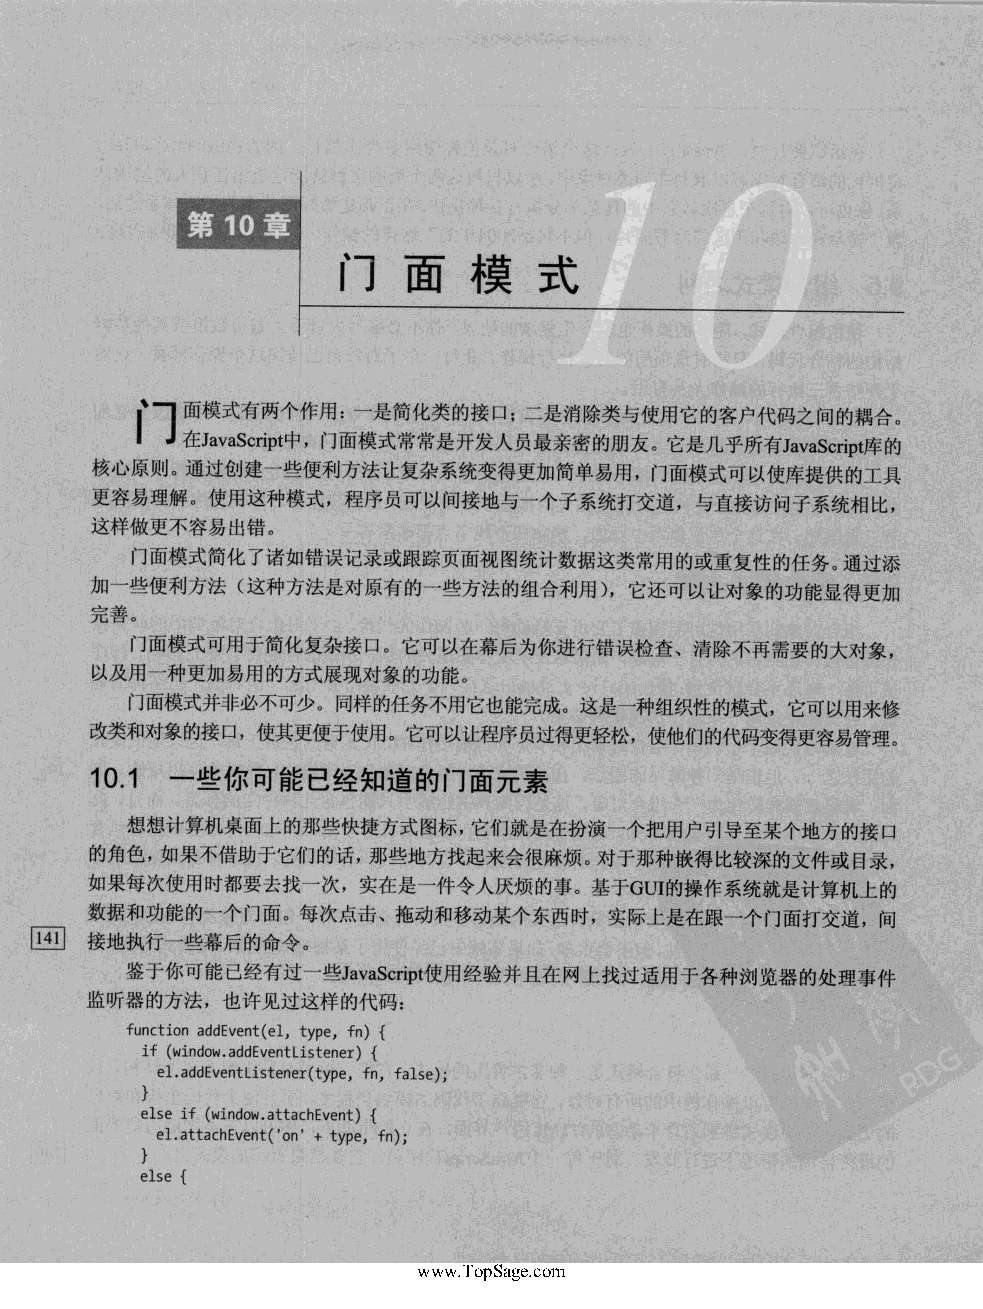 第 10 章
10
门 面 模 式
门面模式有两个作用：一是简化类的接口；二是消除类与使用它的客户代码之间的耦合。
在JavaScript中，门面模式常常是开发人员最亲密的朋友。它是几乎所有JavaScript库的
核心原则。通过创建一些便利方法让复杂系统变得更加简单易用，门面模式可以使库提供的工具
更容易理解。使用这种模式，程序员可以间接地与一个子系统打交道，与直接访问子系统相比，
这样做更不容易出错。
门面模式简化了诸如错误记录或跟踪页面视图统计数据这类常用的或重复性的任务。通过添
加一些便利方法（这种方法是对原有的一些方法的组合利用），它还可以让对象的功能显得更加
完善。
门面模式可用于简化复杂接口。它可以在幕后为你进行错误检查、清除不再需要的大对象，
以及用一种更加易用的方式展现对象的功能。
门面模式并非必不可少。同样的任务不用它也能完成。这是一种组织性的模式，它可以用来修
改类和对象的接口，使其更便于使用。它可以让程序员过得更轻松，使他们的代码变得更容易管理。
10.1 一些你可能已经知道的门面元素
想想计算机桌面上的那些快捷方式图标，它们就是在扮演一个把用户引导至某个地方的接口
的角色，如果不借助于它们的话，那些地方找起来会很麻烦。对于那种嵌得比较深的文件或目录，
如果每次使用时都要去找一次，实在是一件令人厌烦的事。基于GUI的操作系统就是计算机上的
数据和功能的一个门面。每次点击、拖动和移动某个东西时，实际上是在跟一个门面打交道，间
141
接地执行一些幕后的命令。
鉴于你可能已经有过一些JavaScript使用经验并且在网上找过适用于各种浏览器的处理事件
监听器的方法，也许见过这样的代码：
function addEvent(el, type, fn) {
if (window.addEventListener) {
el.addEventListener(type, fn, false);
}
else if (window.attachEvent) {
el.attachEvent('on' + type, fn);
}
else {
PDG
www.TopSage.com